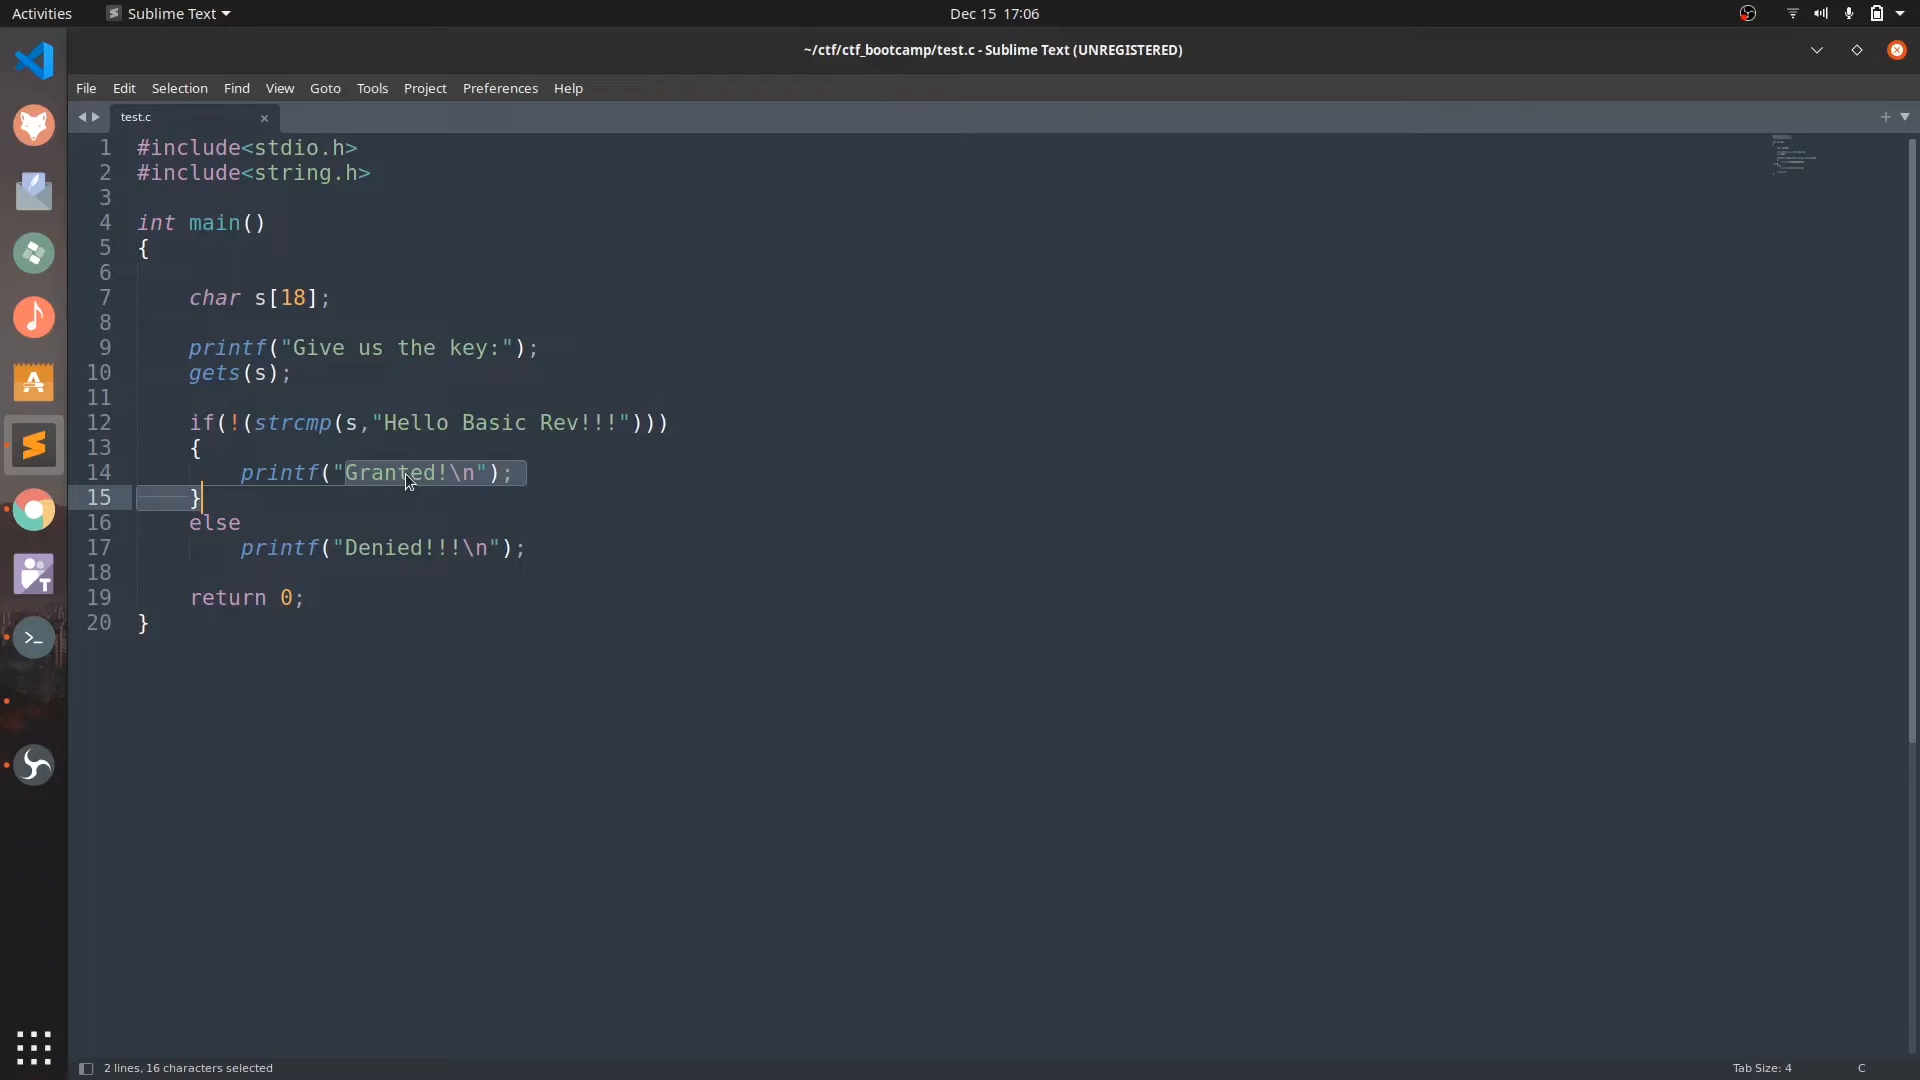 Activities Sublime Text Dec 15 17:06
~/ctf/ctf_bootcamp/test.c - Sublime Text (UNREGISTERED)
File Edit Selection Find View Goto Tools Project Preferences Help
test.c
1 #include<stdio.h>
2 #include<string.h>
3
4 int main()
5 {
6
7 char s[18];
8
9 printf("Give us the key:");
10 gets(s);
11
12 if(!(strcmp(s,"Hello Basic Rev!!!")))
13 {
14 printf("Granted!\n");
15 }
16 else
17 printf("Denied!!!\n");
18
19 return 0;
20 }
2 lines, 16 characters selected Tab Size: 4 C